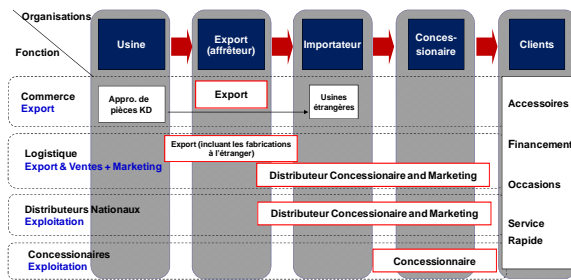 Organisations
Fonction
Usine
Export
(affrêteur)
Importateur
Conces-
sionaire
Clients
Commerce
Export
Appro. de
pièces KD
Export
Usines
étrangères
Accessoires
Export (incluant les fabrications
à l'étranger)
Logistique
Export & Ventes + Marketing
Distributeur Concessionaire and Marketing
Financement
Occasions
Distributeurs Nationaux
Exploitation
Distributeur Concessionaire and Marketing
Service
Rapide
Concessionaires
Exploitation
Concessionnaire